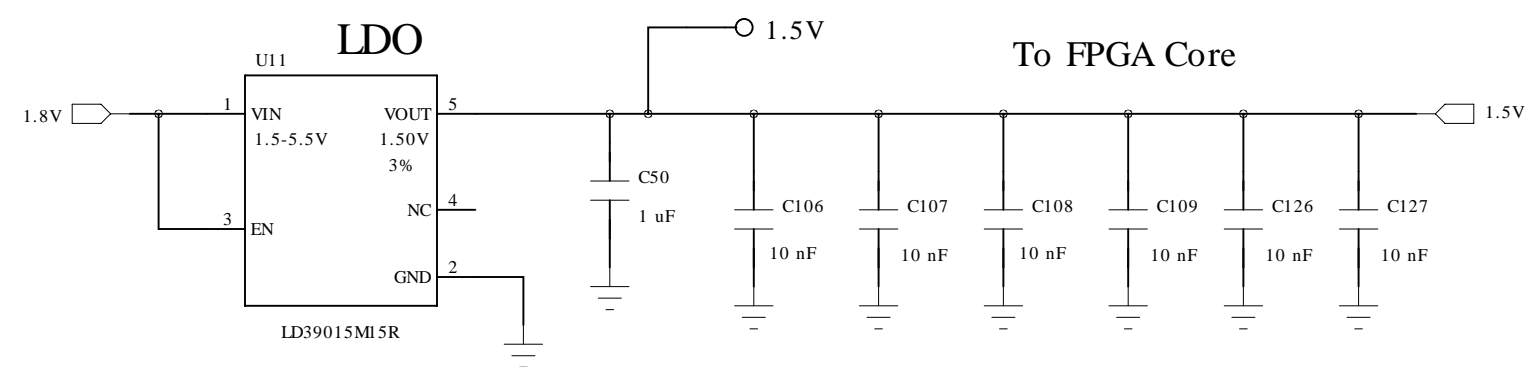 LDO
1.5V
To FPGA Core
U11
1.8V
1
VIN
VOUT
5
1.5V
1.5-5.5V
1.50V
3%
C50
1 uF
NC
4
3
EN
C106
C107
C108
C109
C126
C127
10 nF
10 nF
10 nF
10 nF
10 nF
10 nF
GND
2
LD39015M15R